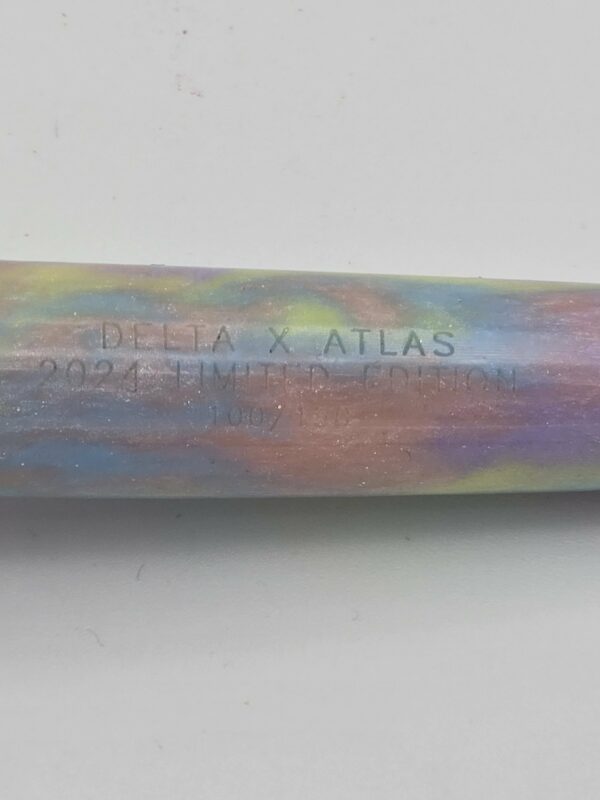 DELTA X ATLAS
2024 LIMITED EDITION